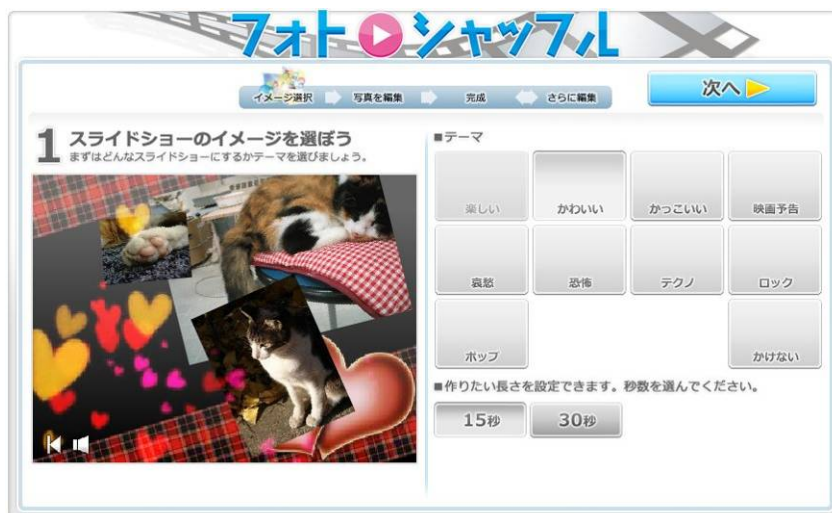 フォトシャッフル
イメージ選択 写真を編集 完成 さらに編集
次へ
1 スライドショーのイメージを選ぼう
まずはどんなスライドショーにするかテーマを選びましょう。
■テーマ
楽しい かわいい かっこいい 映画予告
哀愁 恐怖 テクノ ロック
ポップ かけない
■作りたい長さを設定できます。秒数を選んでください。
15秒 30秒